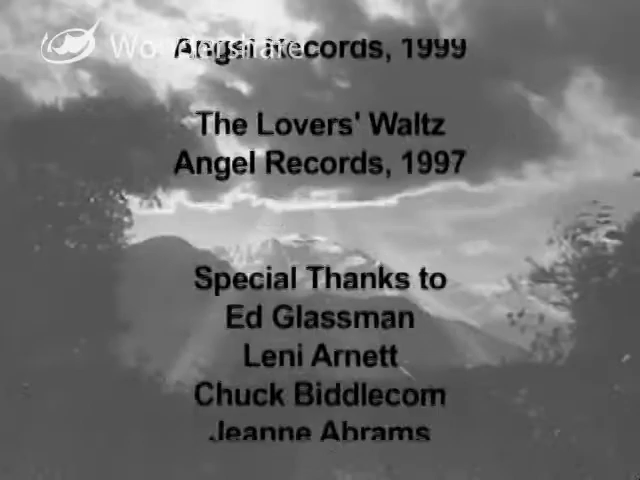 Wondershare
Angel Records, 1999
The Lovers' Waltz
Angel Records, 1997
Special Thanks to
Ed Glassman
Leni Arnett
Chuck Biddlecom
Jeanne Abrams